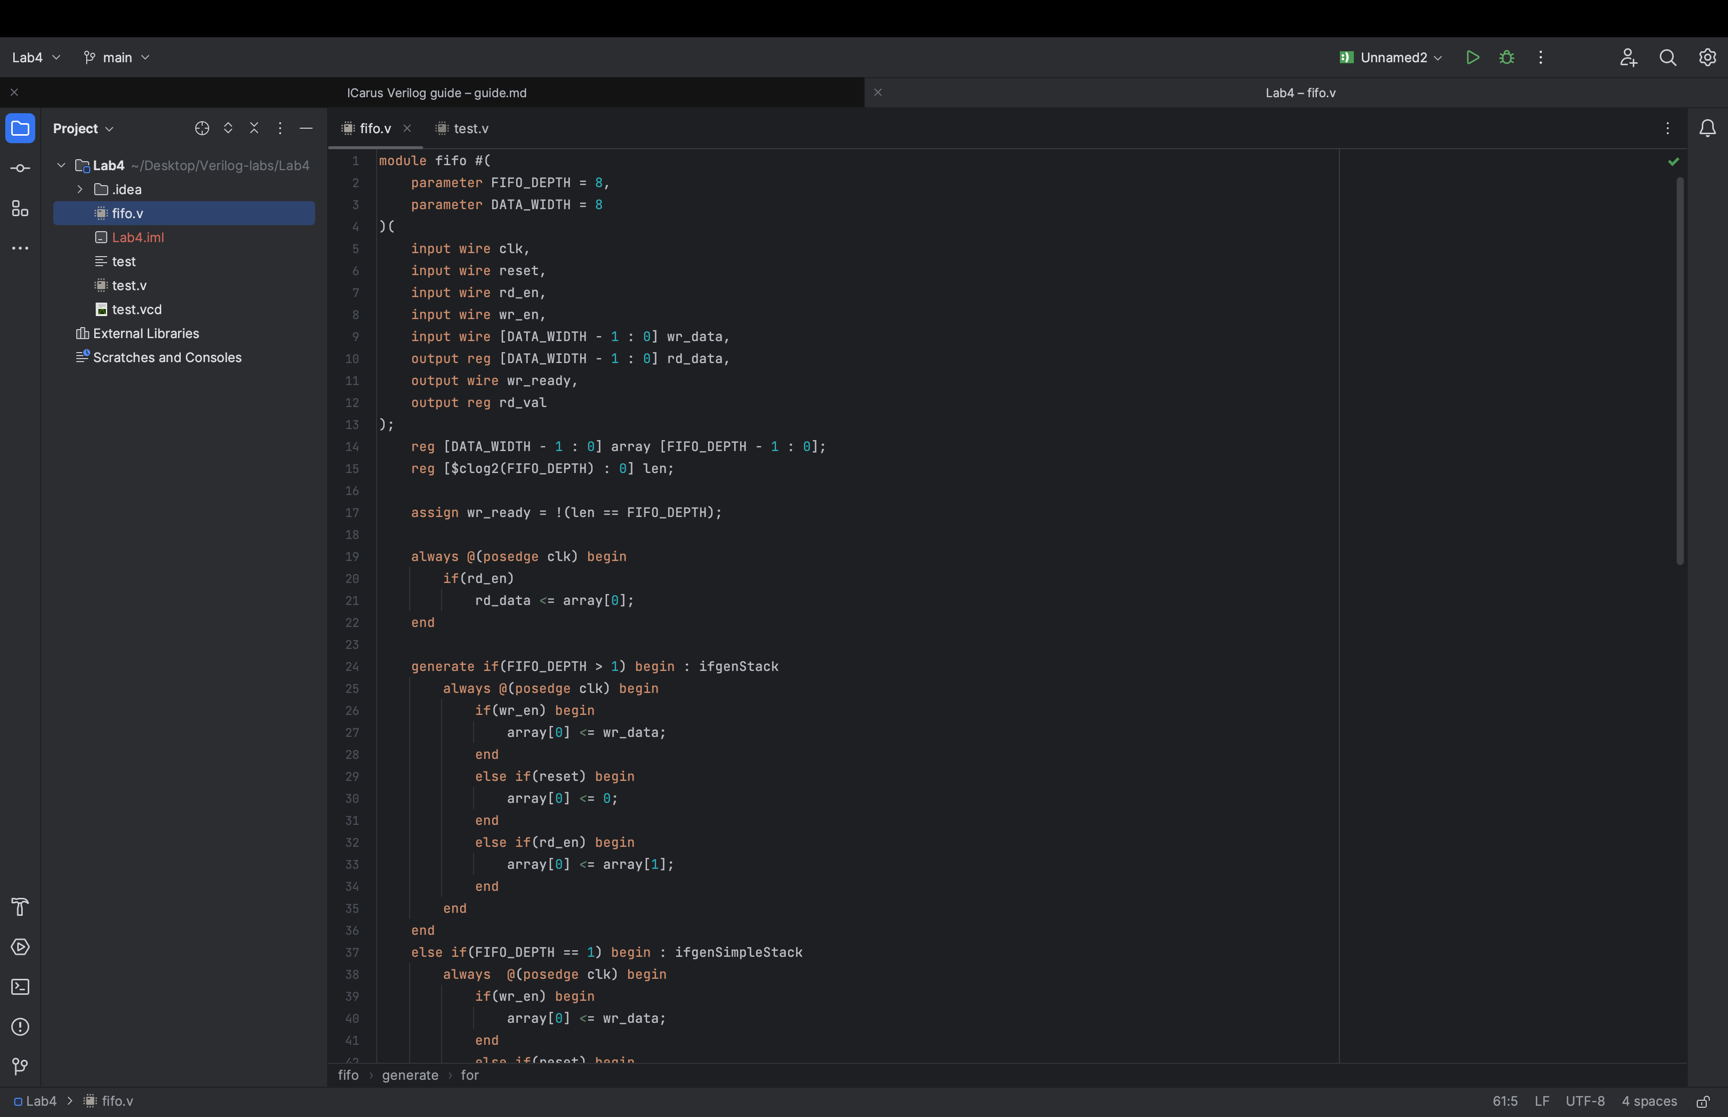 Lab4 main Unnamed2
ICarus Verilog guide – guide.md Lab4 – fifo.v
Project
Lab4 ~/Desktop/Verilog-labs/Lab4
.idea
fifo.v
Lab4.iml
test
test.v
test.vcd
External Libraries
Scratches and Consoles
fifo.v test.v
1 module fifo #(
2     parameter FIFO_DEPTH = 8,
3     parameter DATA_WIDTH = 8
4 )(
5     input wire clk,
6     input wire reset,
7     input wire rd_en,
8     input wire wr_en,
9     input wire [DATA_WIDTH - 1 : 0] wr_data,
10     output reg [DATA_WIDTH - 1 : 0] rd_data,
11     output wire wr_ready,
12     output reg rd_val
13 );
14     reg [DATA_WIDTH - 1 : 0] array [FIFO_DEPTH - 1 : 0];
15     reg [$clog2(FIFO_DEPTH) : 0] len;
16
17     assign wr_ready = !(len == FIFO_DEPTH);
18
19     always @(posedge clk) begin
20         if(rd_en)
21             rd_data <= array[0];
22     end
23
24     generate if(FIFO_DEPTH > 1) begin : ifgenStack
25         always @(posedge clk) begin
26             if(wr_en) begin
27                 array[0] <= wr_data;
28             end
29             else if(reset) begin
30                 array[0] <= 0;
31             end
32             else if(rd_en) begin
33                 array[0] <= array[1];
34             end
35         end
36     end
37     else if(FIFO_DEPTH == 1) begin : ifgenSimpleStack
38         always  @(posedge clk) begin
39             if(wr_en) begin
40                 array[0] <= wr_data;
41             end
42             else if(reset) begin
fifo › generate › for
Lab4 › fifo.v 61:5 LF UTF-8 4 spaces